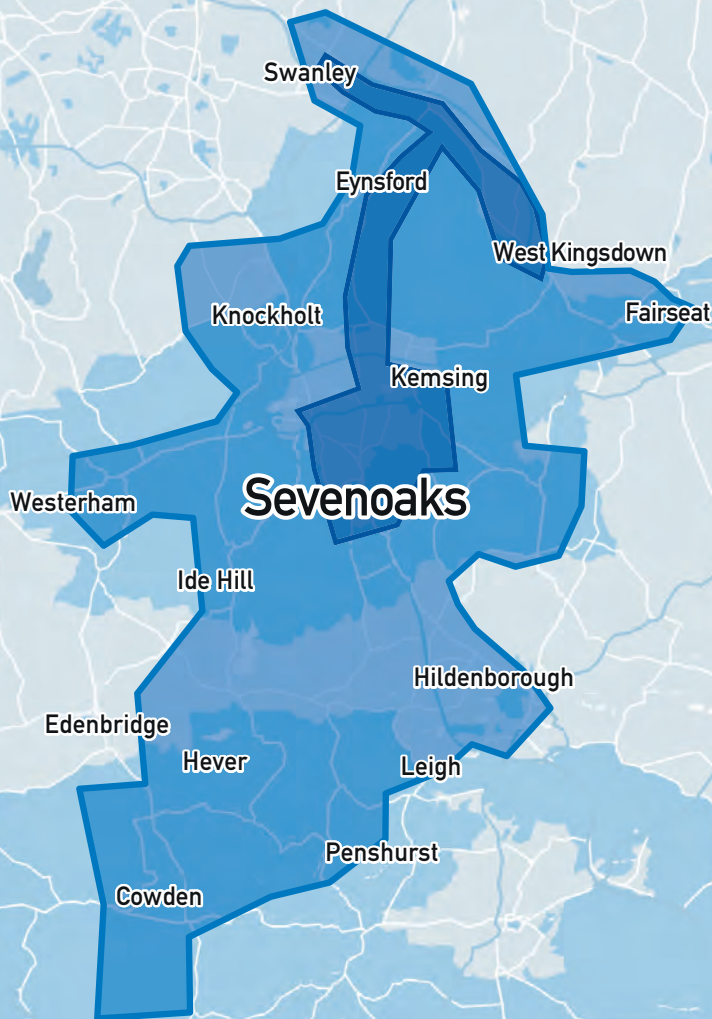 Swanley
Eynsford
West Kingsdown
Knockholt
Fairseat
Kemsing
Sevenoaks
Westerham
Ide Hill
Hildenborough
Edenbridge
Hever
Leigh
Penshurst
Cowden